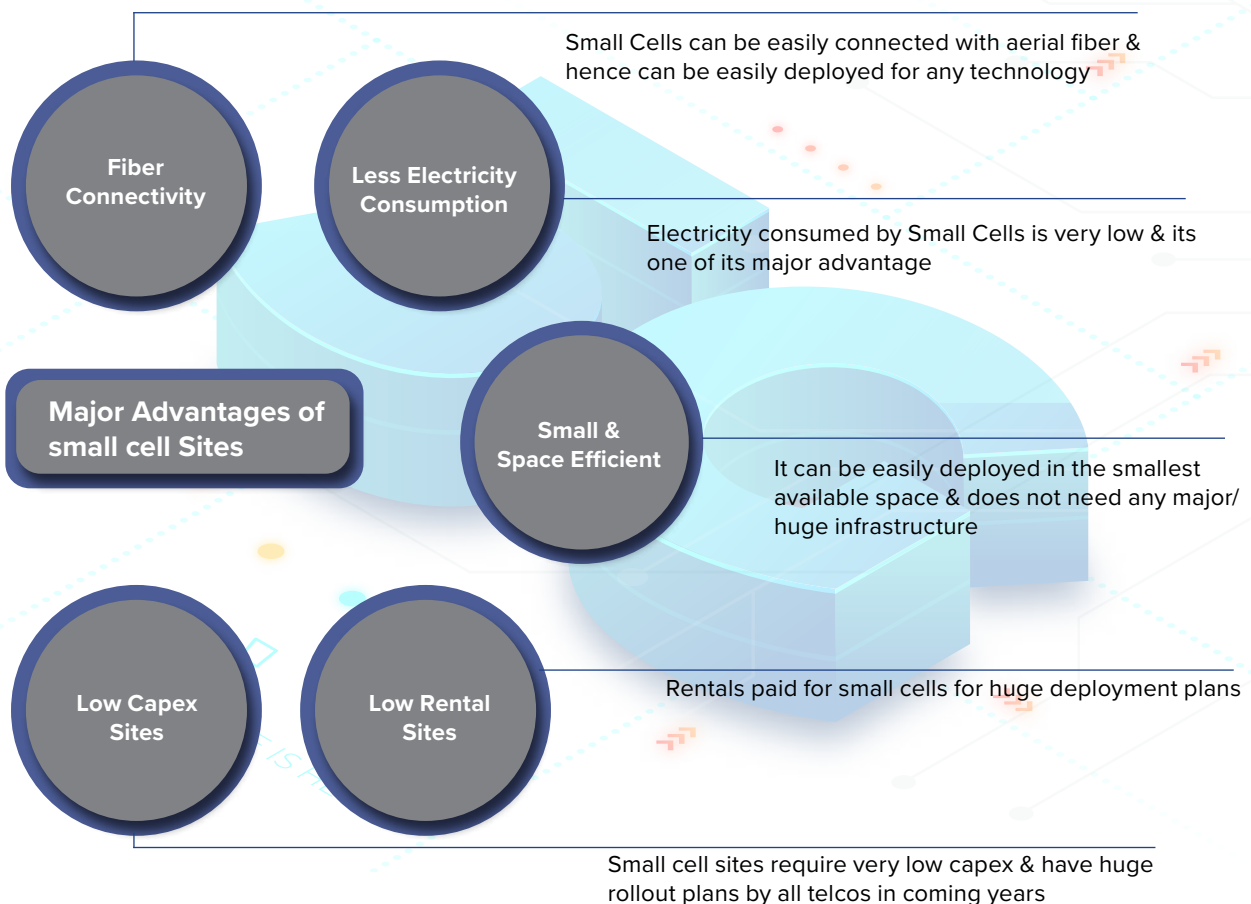 Small Cells can be easily connected with aerial fiber &
hence can be easily deployed for any technology
Fiber
Connectivity
Less Electricity
Consumption
Electricity consumed by Small Cells is very low & its
one of its major advantage
Major Advantages of
small cell Sites
Small &
Space Efficient
It can be easily deployed in the smallest
available space & does not need any major/
huge infrastructure
Low Capex
Sites
Low Rental
Sites
Rentals paid for small cells for huge deployment plans
Small cell sites require very low capex & have huge
rollout plans by all telcos in coming years